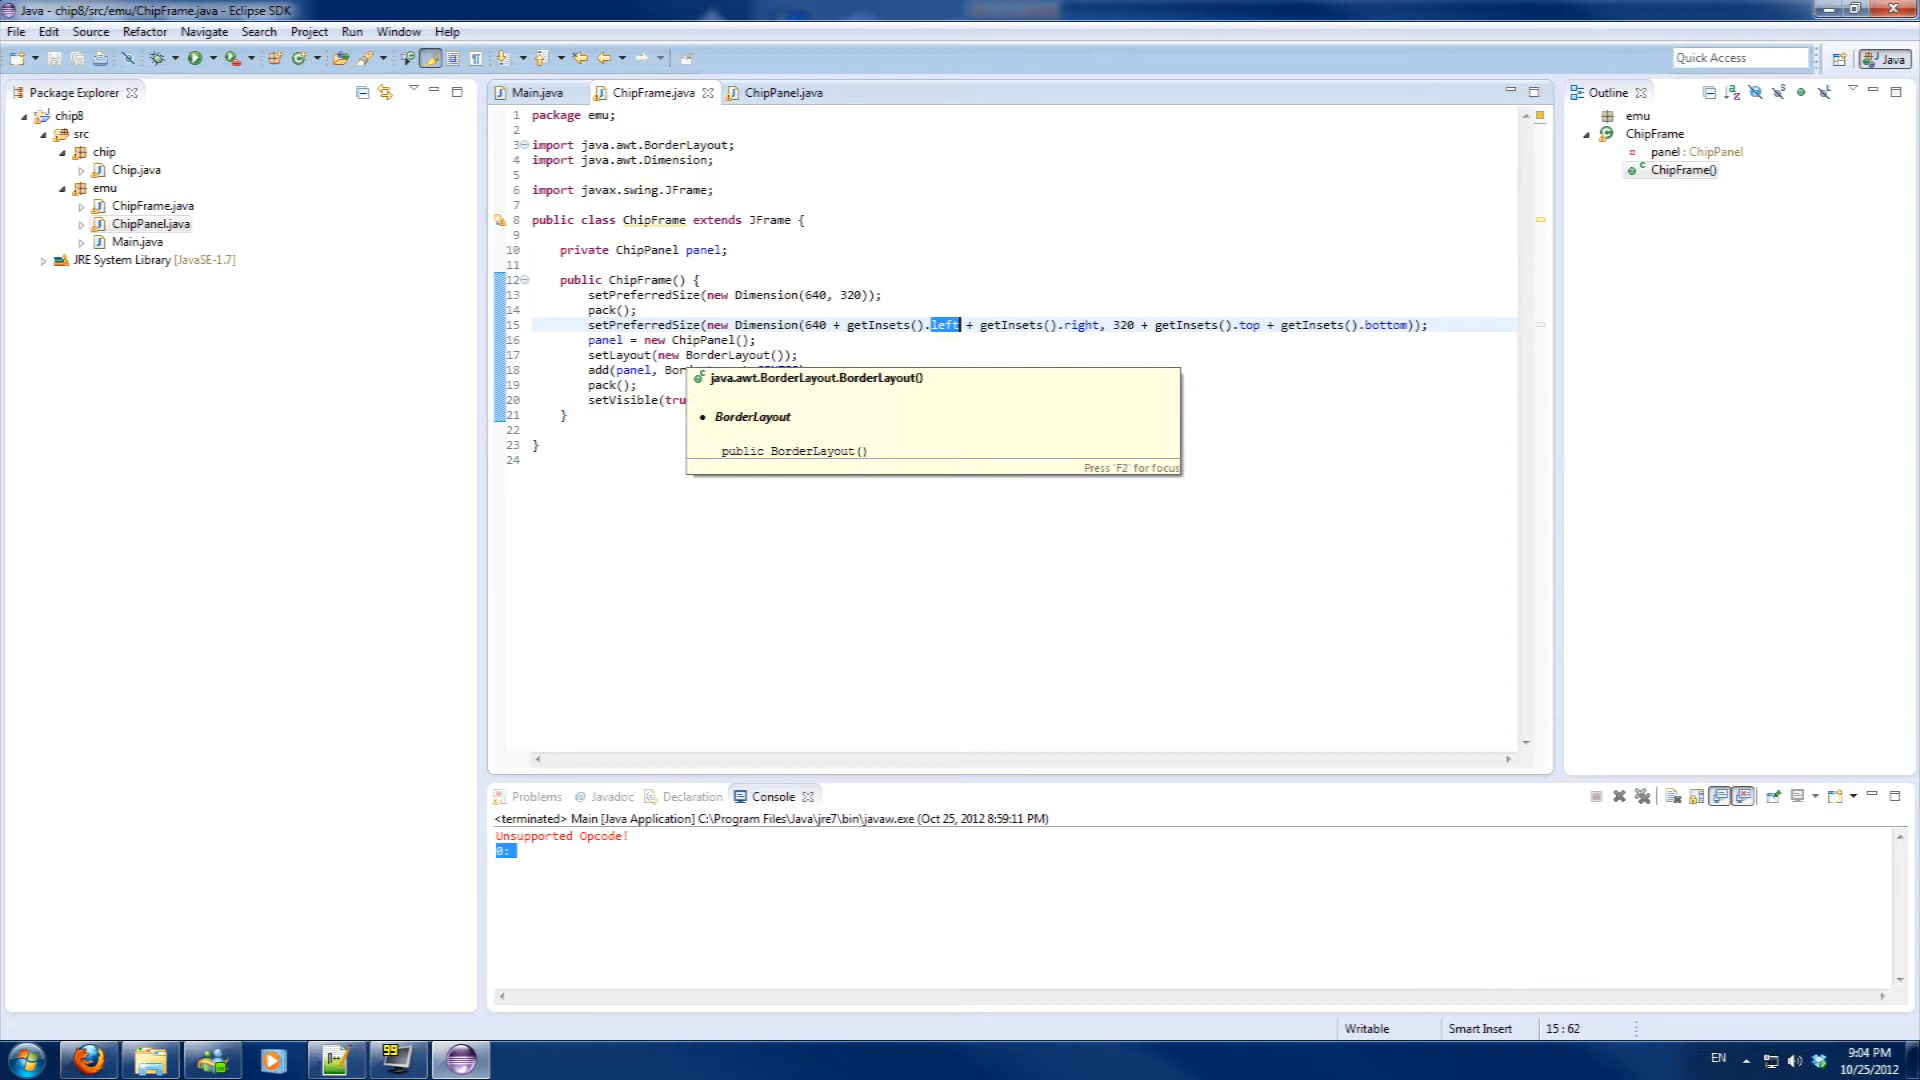 Java - chip8/src/emu/ChipFrame.java - Eclipse SDK
File Edit Source Refactor Navigate Search Project Run Window Help
Quick Access
Java
Package Explorer
chip8
src
chip
Chip.java
emu
ChipFrame.java
ChipPanel.java
Main.java
JRE System Library [JavaSE-1.7]
Main.java ChipFrame.java ChipPanel.java
1 package emu;
2
3 import java.awt.BorderLayout;
4 import java.awt.Dimension;
5
6 import javax.swing.JFrame;
7
8 public class ChipFrame extends JFrame {
9
10 private ChipPanel panel;
11
12 public ChipFrame() {
13 setPreferredSize(new Dimension(640, 320));
14 pack();
15 setPreferredSize(new Dimension(640 + getInsets().left + getInsets().right, 320 + getInsets().top + getInsets().bottom));
16 panel = new ChipPanel();
17 setLayout(new BorderLayout());
18 add(panel, Bor
19 pack();
20 setVisible(tru
21 }
22
23 }
24
java.awt.BorderLayout.BorderLayout()
• BorderLayout
public BorderLayout()
Press 'F2' for focus
Outline
emu
ChipFrame
panel : ChipPanel
ChipFrame()
Problems @ Javadoc Declaration Console
<terminated> Main [Java Application] C:\Program Files\Java\jre7\bin\javaw.exe (Oct 25, 2012 8:59:11 PM)
Unsupported Opcode!
0:
Writable Smart Insert 15 : 62
99
EN
9:04 PM
10/25/2012